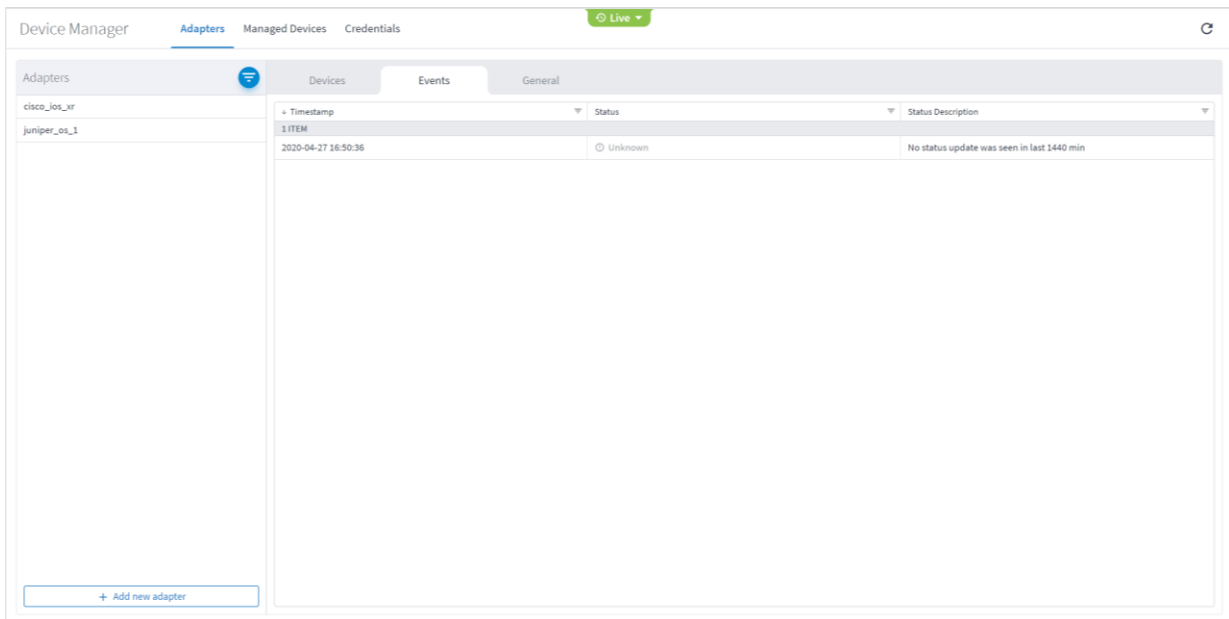 Device Manager Adapters Managed Devices Credentials Live
Adapters
cisco_ios_xr
juniper_os_1
+ Add new adapter
Devices Events General
↓ Timestamp Status Status Description
1 ITEM
2020-04-27 16:50:36 Unknown No status update was seen in last 1440 min